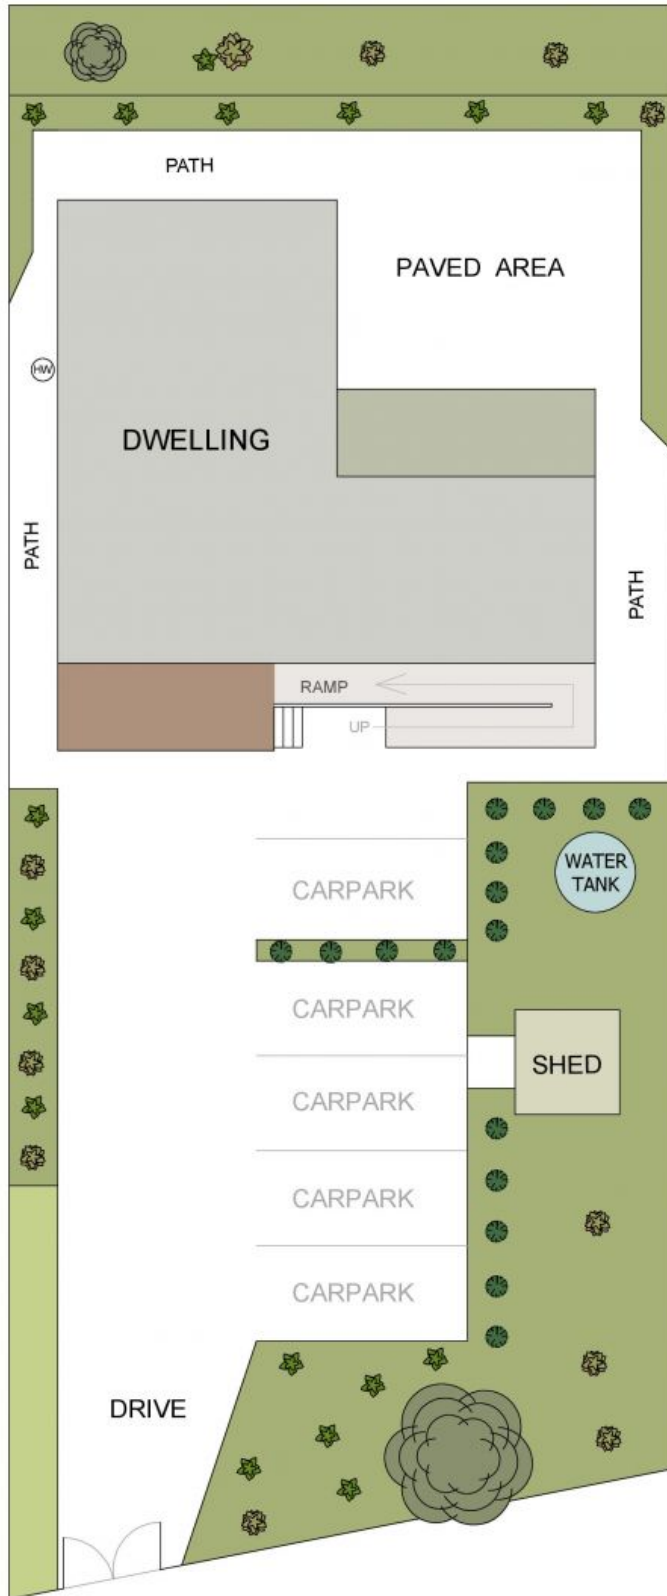 PATH
PAVED AREA
HW
DWELLING
PATH
PATH
RAMP
UP
CARPARK
WATER
TANK
CARPARK
SHED
CARPARK
CARPARK
CARPARK
DRIVE